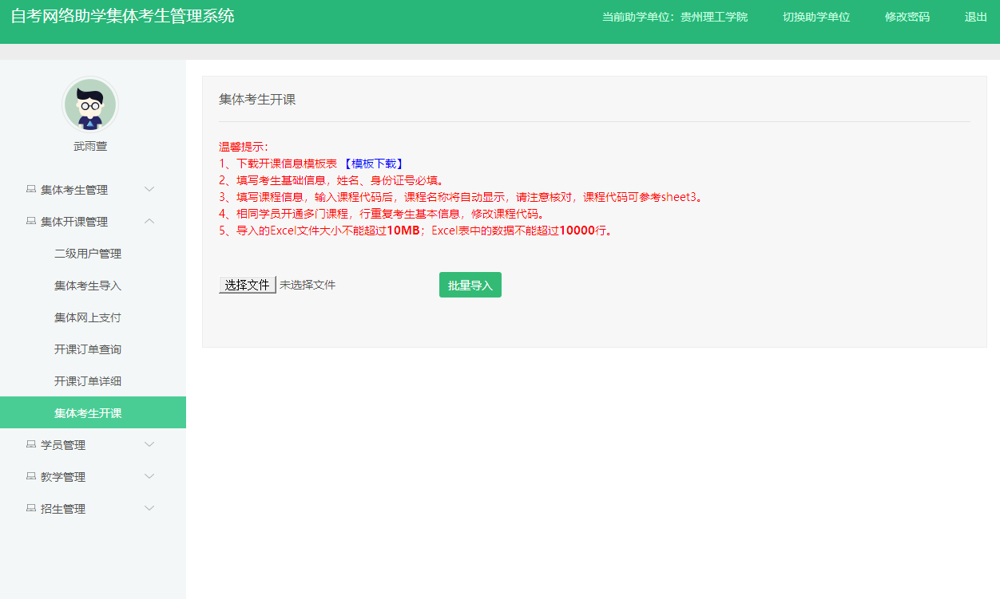 自考网络助学集体考生管理系统
当前助学单位：贵州理工学院 切换助学单位 修改密码 退出
武雨萱
集体考生管理
集体开课管理
二级用户管理
集体考生导入
集体网上支付
开课订单查询
开课订单详细
集体考生开课
学员管理
教学管理
招生管理
集体考生开课
温馨提示：
1、下载开课信息模板表 【模板下载】
2、填写考生基础信息，姓名、身份证号必填。
3、填写课程信息，输入课程代码后，课程名称将自动显示，请注意核对，课程代码可参考sheet3。
4、相同学员开通多门课程，行重复考生基本信息，修改课程代码。
5、导入的Excel文件大小不能超过10MB；Excel表中的数据不能超过10000行。
选择文件 未选择文件 批量导入